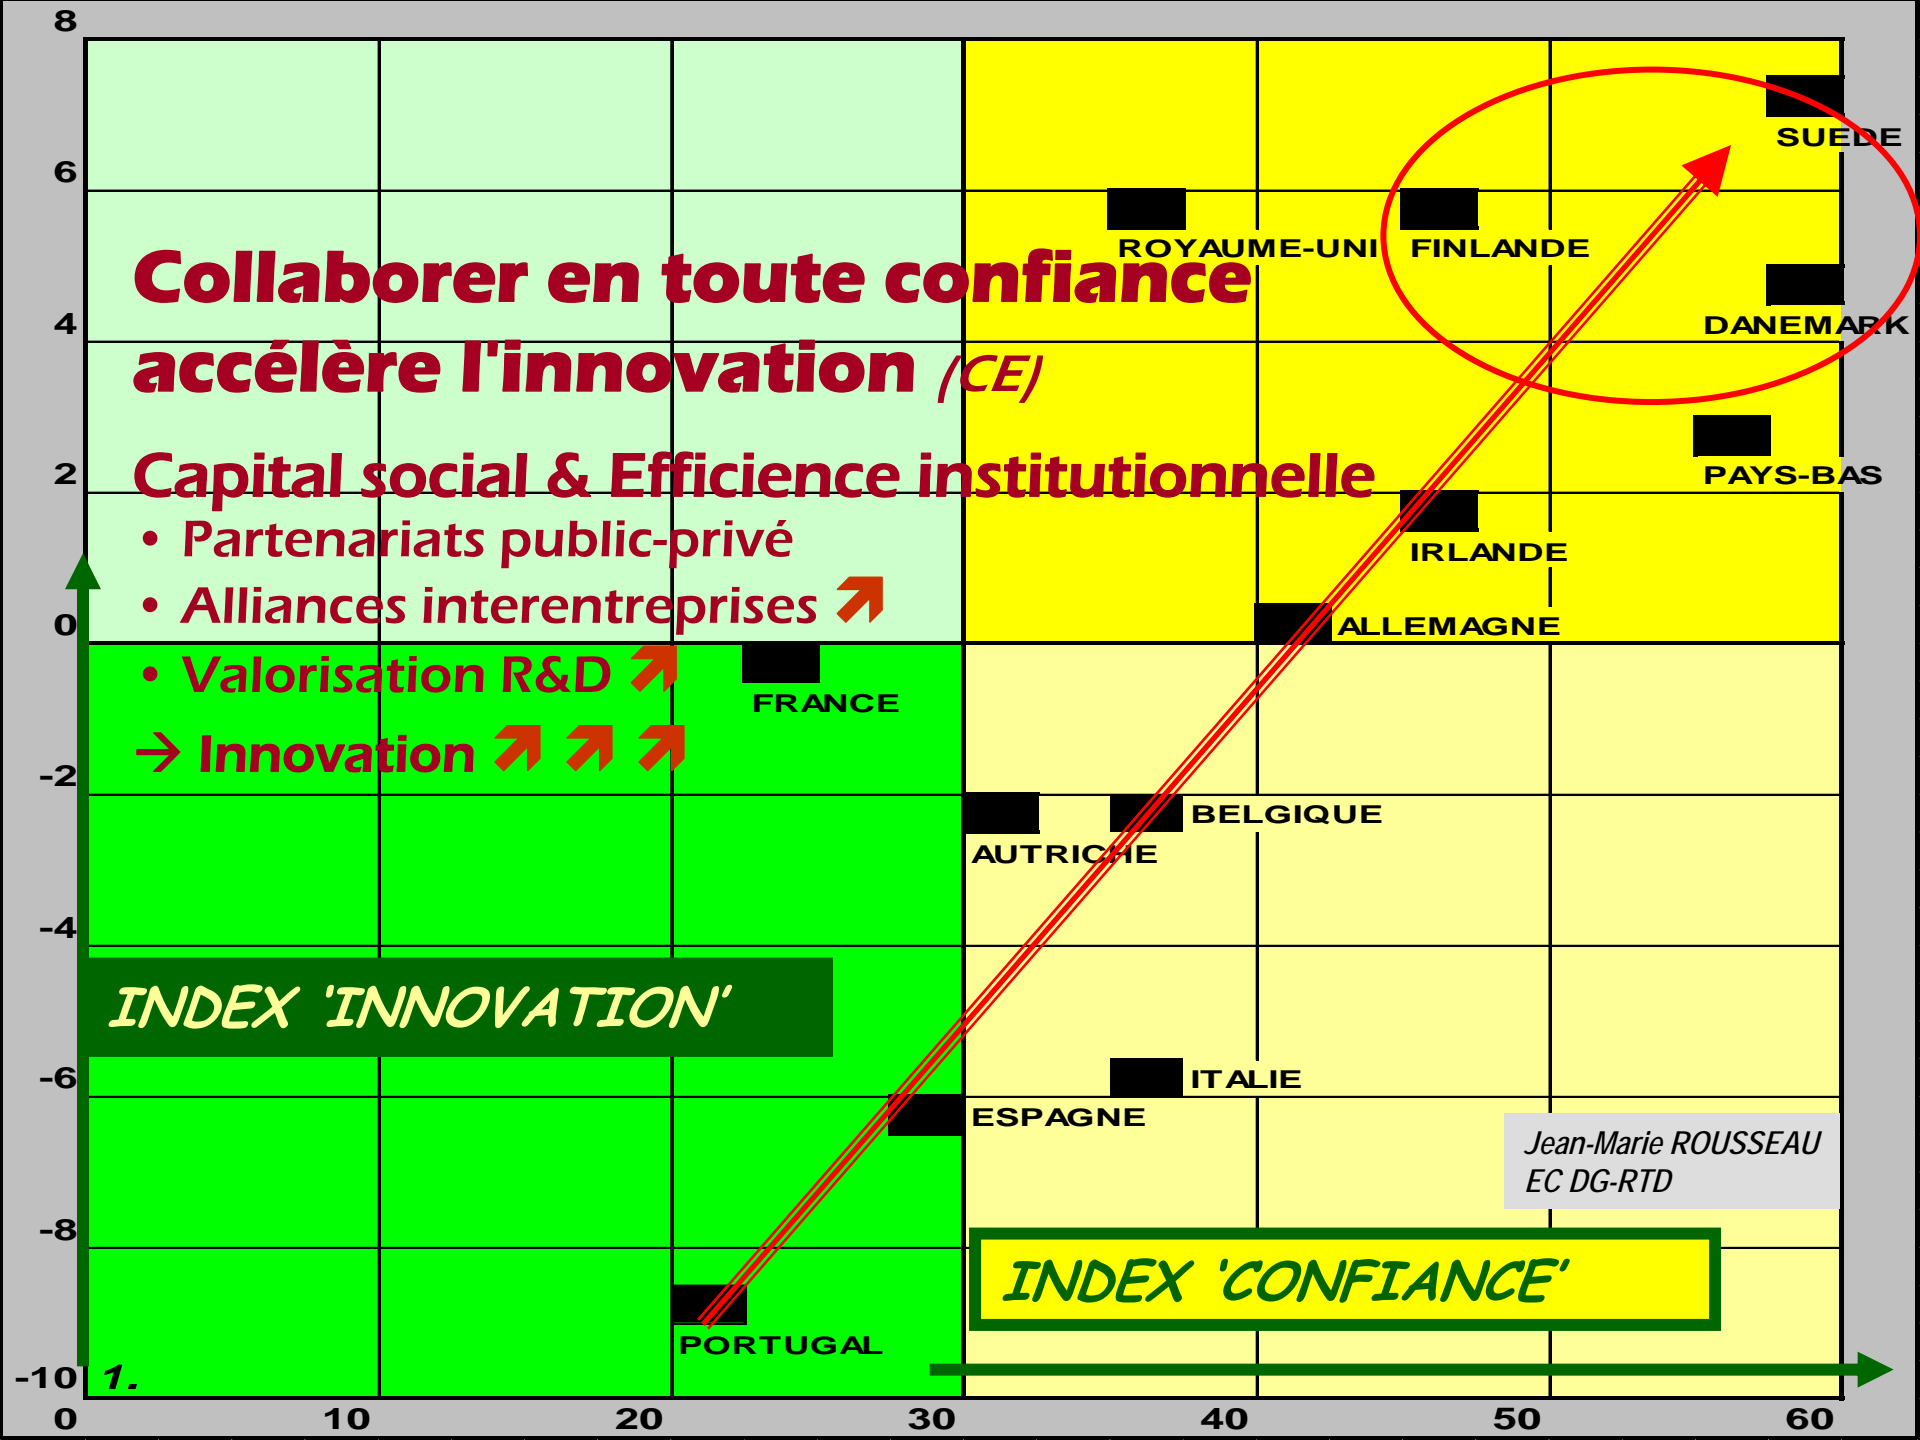 8
SUEDE
6
ROYAUME-UNI FINLANDE
Collaborer en toute confiance
4
DANEMARK
accélère l'innovation (CE)
2
Capital social & Efficience institutionnelle
PAYS-BAS
• Partenariats public-privé
IRLANDE
• Alliances interentreprises ↗
0
ALLEMAGNE
• Valorisation R&D ↗
FRANCE
→ Innovation ↗ ↗ ↗
-2
BELGIQUE
AUTRICHE
-4
INDEX 'INNOVATION'
-6
ITALIE
ESPAGNE
Jean-Marie ROUSSEAU
EC DG-RTD
-8
INDEX 'CONFIANCE'
PORTUGAL
-10
1.
0 10 20 30 40 50 60